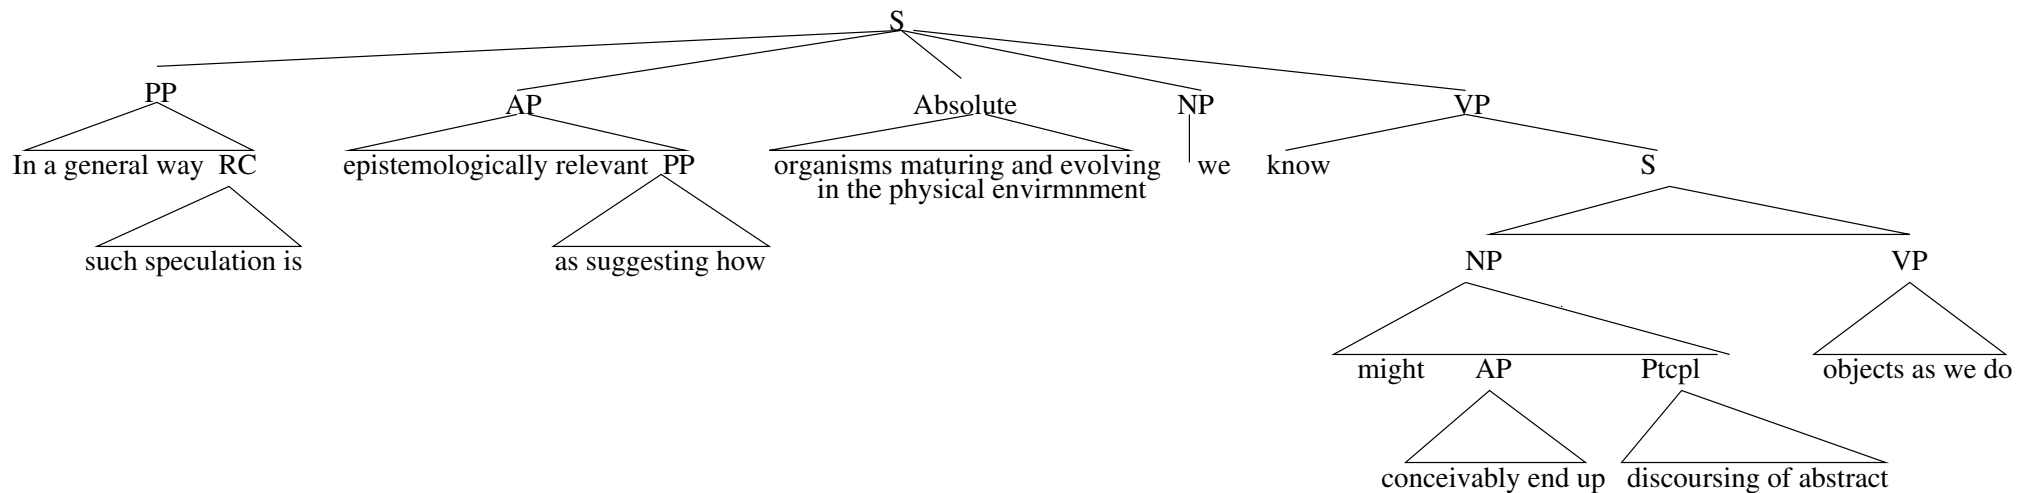 S
PP AP Absolute NP VP
In a general way RC epistemologically relevant PP organisms maturing and evolving we know S
in the physical envirmnment
such speculation is as suggesting how NP VP
might AP Ptcpl objects as we do
conceivably end up discoursing of abstract